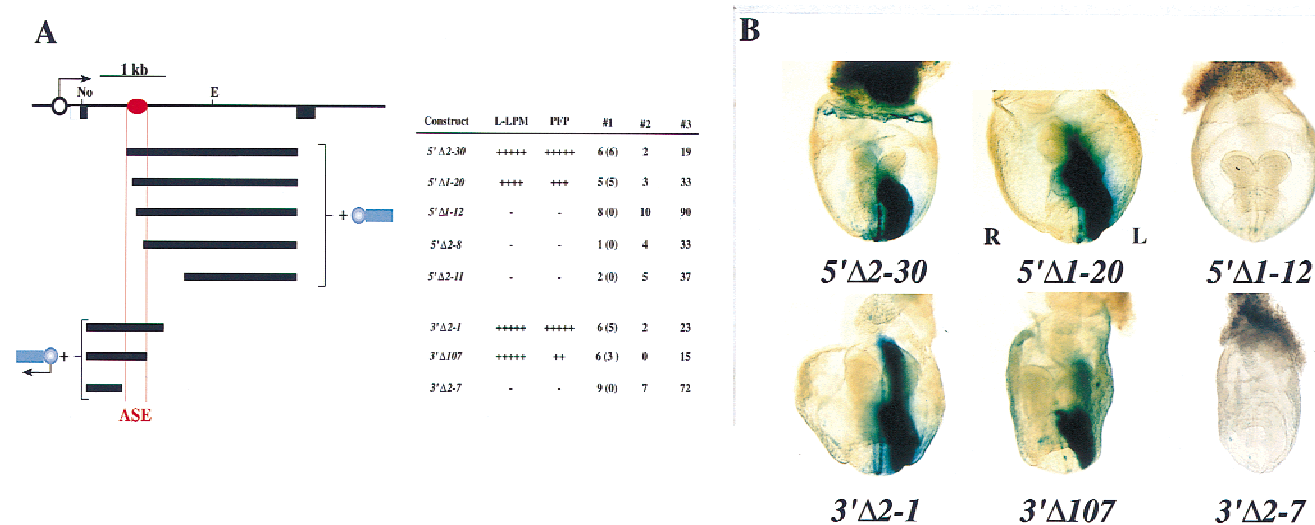 A
1 kb
No
E
Construct L-LPM PFP #1 #2 #3
5'Δ2-30 +++++ +++++ 6 (6) 2 19
5'Δ1-20 ++++ +++ 5 (5) 3 33
5'Δ1-12 - - 8 (0) 10 90
5'Δ2-8 - - 1 (0) 4 33
5'Δ2-11 - - 2 (0) 5 37
+
3'Δ2-1 +++++ +++++ 6 (5) 2 23
3'Δ107 +++++ ++ 6 (3) 0 15
3'Δ2-7 - - 9 (0) 7 72
+
ASE
B
R L
5'Δ2-30 5'Δ1-20 5'Δ1-12
3'Δ2-1 3'Δ107 3'Δ2-7